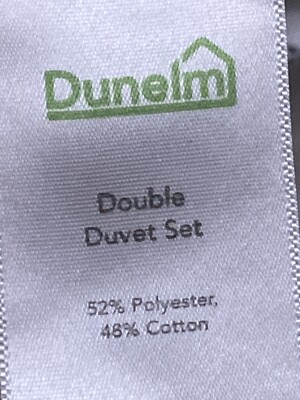 Dunelm
Double
Duvet Set
52% Polyester,
48% Cotton